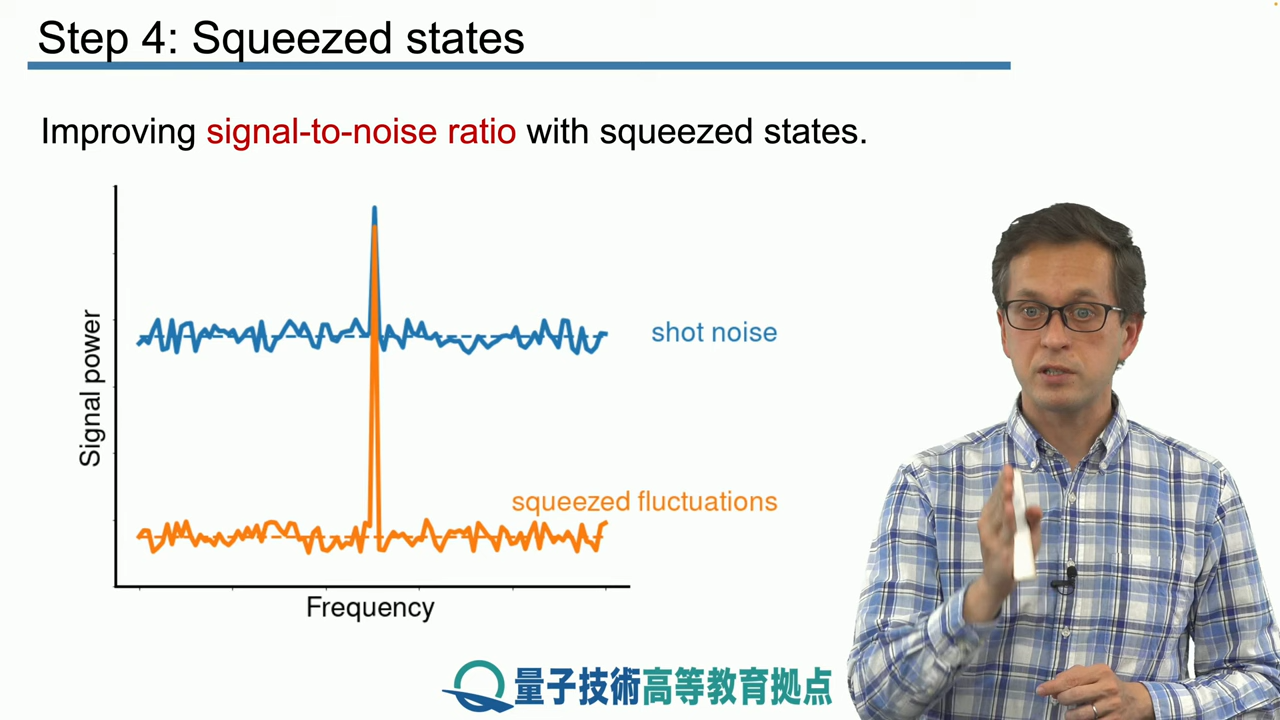 Step 4: Squeezed states
Improving signal-to-noise ratio with squeezed states.
shot noise
Signal power
squeezed fluctuations
Frequency
量子技術高等教育拠点